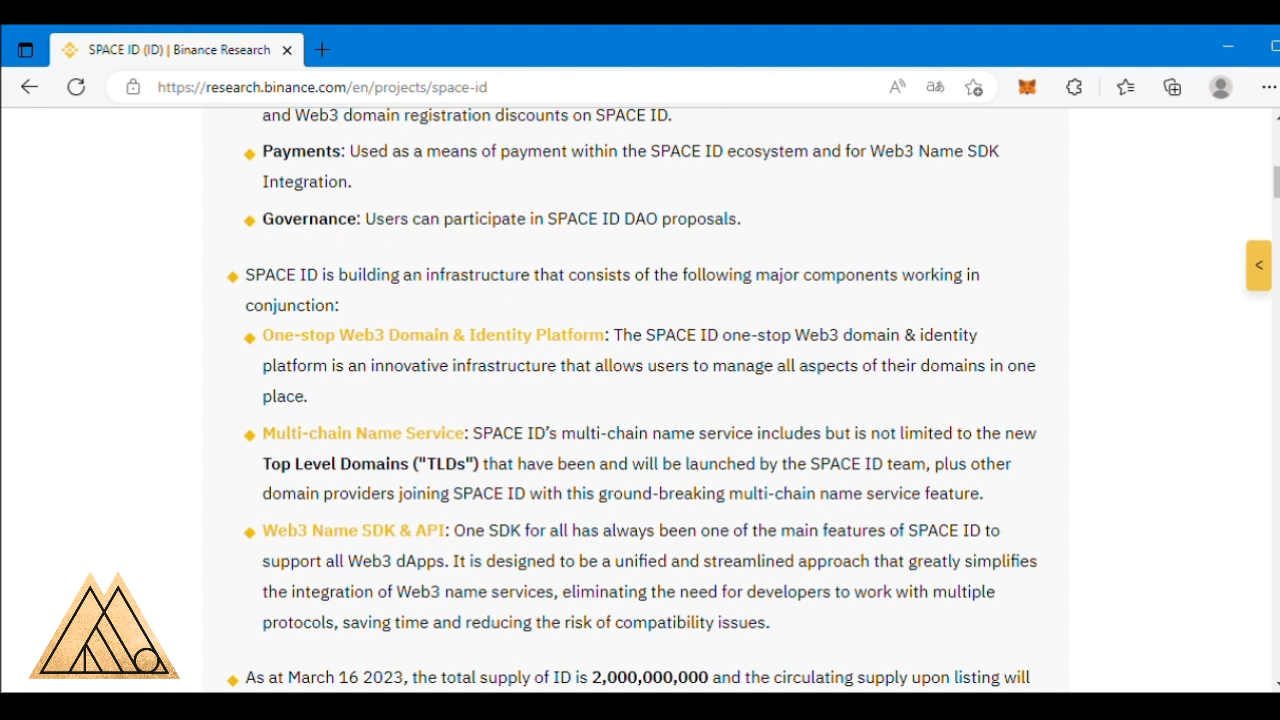 SPACE ID (ID) | Binance Research
https://research.binance.com/en/projects/space-id
and Web3 domain registration discounts on SPACE ID.
Payments: Used as a means of payment within the SPACE ID ecosystem and for Web3 Name SDK
Integration.
Governance: Users can participate in SPACE ID DAO proposals.
SPACE ID is building an infrastructure that consists of the following major components working in
conjunction:
One-stop Web3 Domain & Identity Platform: The SPACE ID one-stop Web3 domain & identity
platform is an innovative infrastructure that allows users to manage all aspects of their domains in one
place.
Multi-chain Name Service: SPACE ID’s multi-chain name service includes but is not limited to the new
Top Level Domains ("TLDs") that have been and will be launched by the SPACE ID team, plus other
domain providers joining SPACE ID with this ground-breaking multi-chain name service feature.
Web3 Name SDK & API: One SDK for all has always been one of the main features of SPACE ID to
support all Web3 dApps. It is designed to be a unified and streamlined approach that greatly simplifies
the integration of Web3 name services, eliminating the need for developers to work with multiple
protocols, saving time and reducing the risk of compatibility issues.
As at March 16 2023, the total supply of ID is 2,000,000,000 and the circulating supply upon listing will